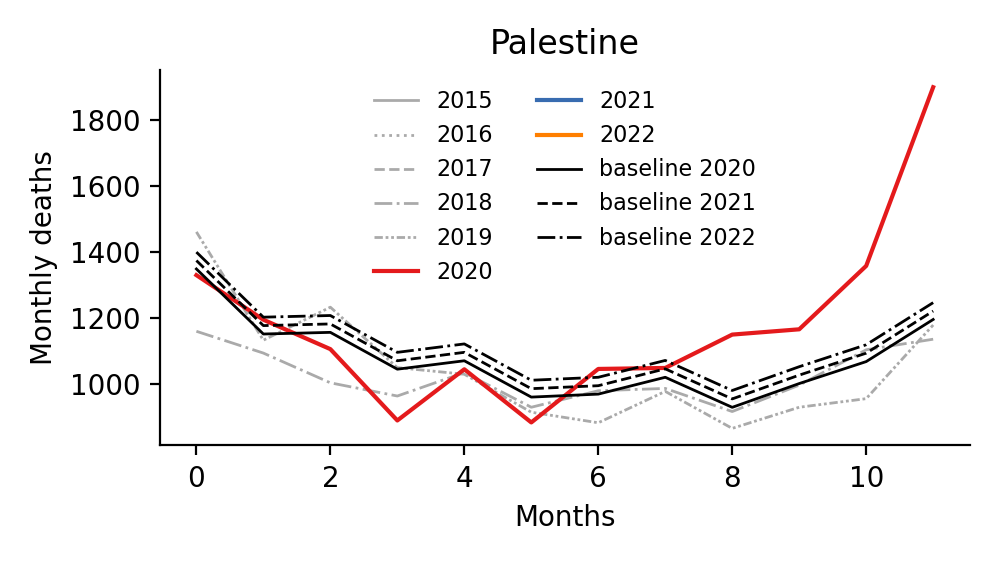 Palestine
Monthly deaths
1800
1600
1400
1200
1000
2015
2016
2017
2018
2019
2020
2021
2022
baseline 2020
baseline 2021
baseline 2022
0 2 4 6 8 10
Months